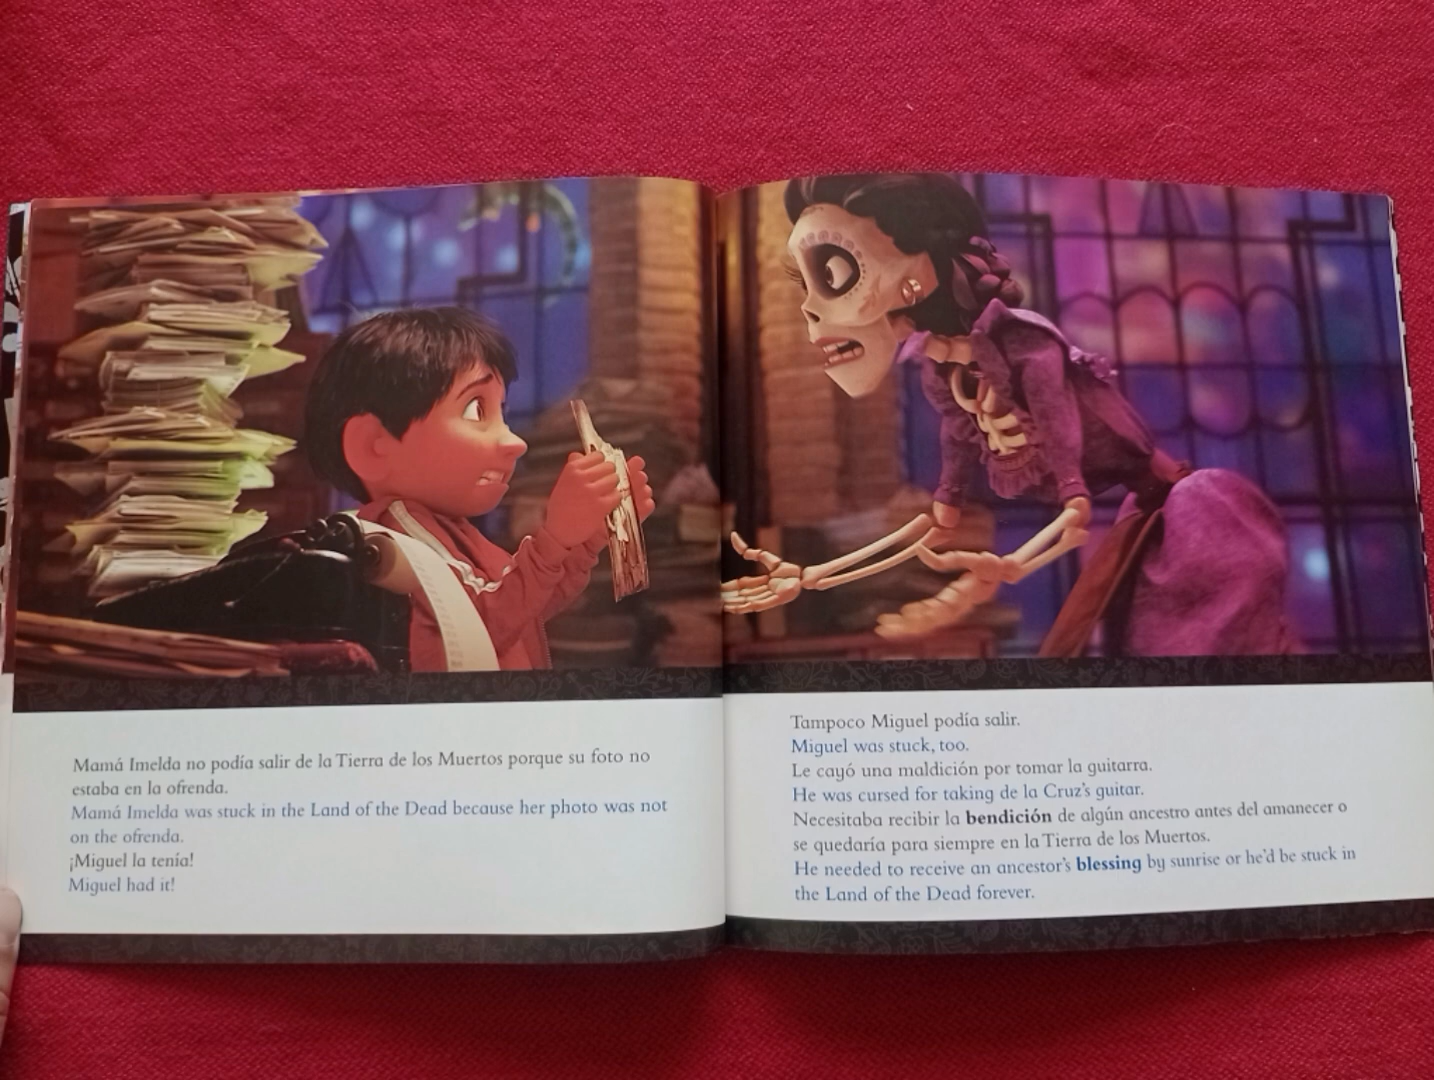 Mamá Imelda no podía salir de la Tierra de los Muertos porque su foto no
estaba en la ofrenda.
Mamá Imelda was stuck in the Land of the Dead because her photo was not
on the ofrenda.
¡Miguel la tenía!
Miguel had it!
Tampoco Miguel podía salir.
Miguel was stuck, too.
Le cayó una maldición por tomar la guitarra.
He was cursed for taking de la Cruz's guitar.
Necesitaba recibir la bendición de algún ancestro antes del amanecer o
se quedaría para siempre en la Tierra de los Muertos.
He needed to receive an ancestor's blessing by sunrise or he'd be stuck in
the Land of the Dead forever.